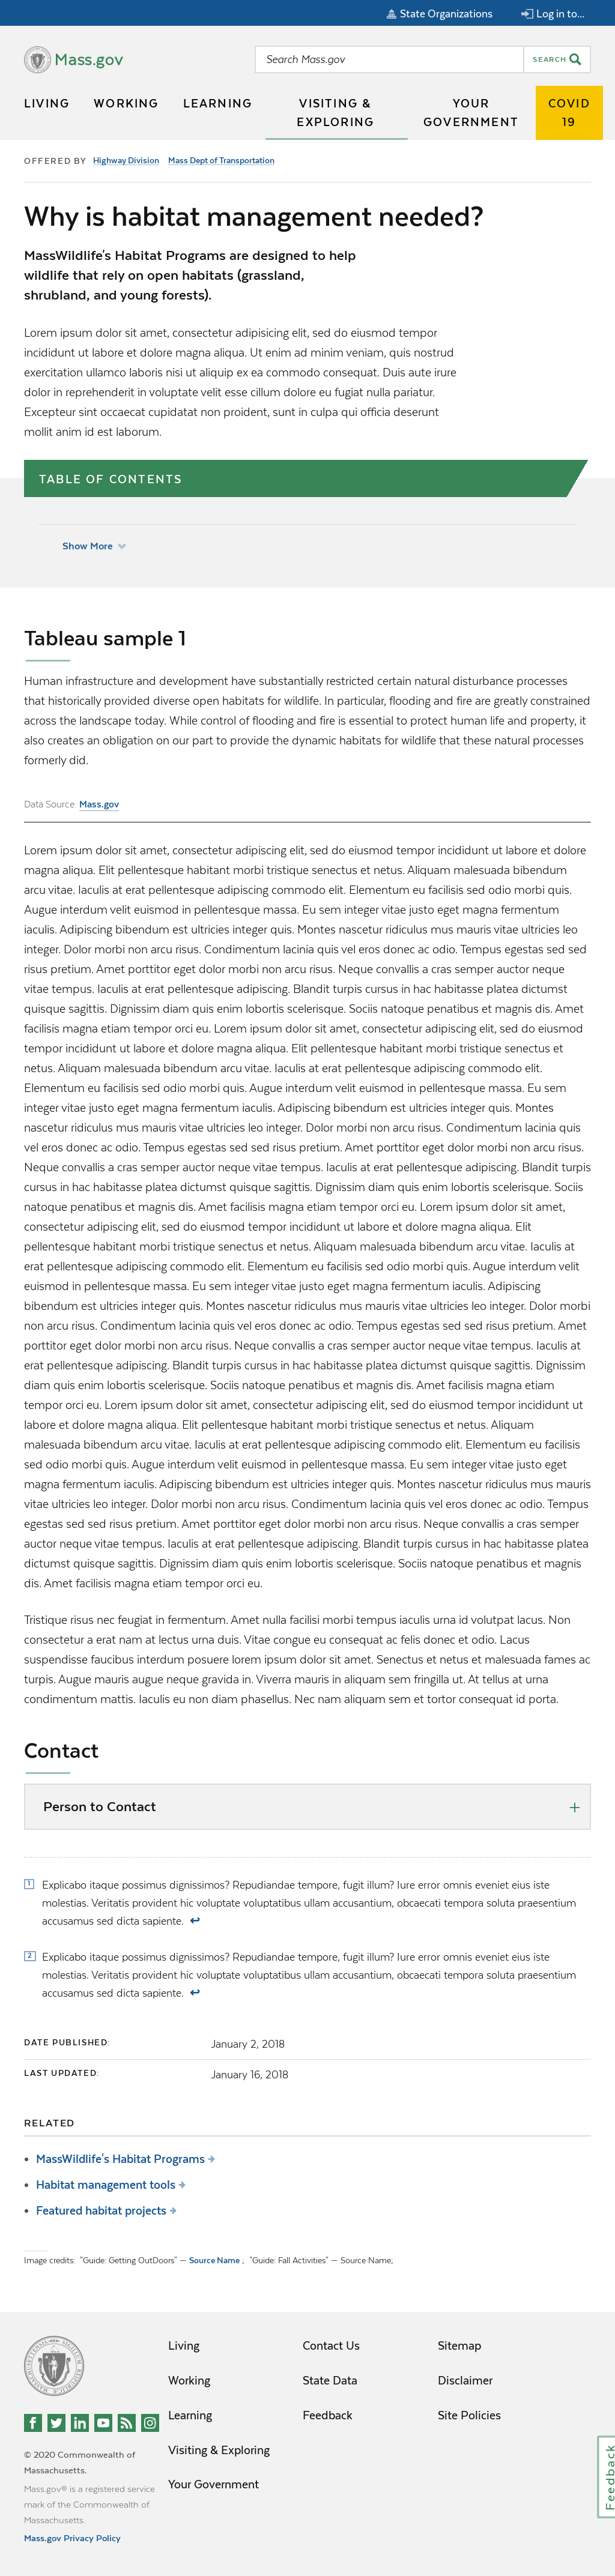 State Organizations
Log in to...
Mass.gov
Search Mass.gov
SEARCH
LIVING
WORKING
LEARNING
VISITING &
EXPLORING
YOUR
GOVERNMENT
COVID
19
OFFERED BY Highway Division Mass Dept of Transportation
Why is habitat management needed?
MassWildlife's Habitat Programs are designed to help
wildlife that rely on open habitats (grassland,
shrubland, and young forests).
Lorem ipsum dolor sit amet, consectetur adipisicing elit, sed do eiusmod tempor
incididunt ut labore et dolore magna aliqua. Ut enim ad minim veniam, quis nostrud
exercitation ullamco laboris nisi ut aliquip ex ea commodo consequat. Duis aute irure
dolor in reprehenderit in voluptate velit esse cillum dolore eu fugiat nulla pariatur.
Excepteur sint occaecat cupidatat non proident, sunt in culpa qui officia deserunt
mollit anim id est laborum.
TABLE OF CONTENTS
Show More
Tableau sample 1
Human infrastructure and development have substantially restricted certain natural disturbance processes
that historically provided diverse open habitats for wildlife. In particular, flooding and fire are greatly constrained
across the landscape today. While control of flooding and fire is essential to protect human life and property, it
also creates an obligation on our part to provide the dynamic habitats for wildlife that these natural processes
formerly did.
Data Source: Mass.gov
Lorem ipsum dolor sit amet, consectetur adipiscing elit, sed do eiusmod tempor incididunt ut labore et dolore
magna aliqua. Elit pellentesque habitant morbi tristique senectus et netus. Aliquam malesuada bibendum
arcu vitae. Iaculis at erat pellentesque adipiscing commodo elit. Elementum eu facilisis sed odio morbi quis.
Augue interdum velit euismod in pellentesque massa. Eu sem integer vitae justo eget magna fermentum
iaculis. Adipiscing bibendum est ultricies integer quis. Montes nascetur ridiculus mus mauris vitae ultricies leo
integer. Dolor morbi non arcu risus. Condimentum lacinia quis vel eros donec ac odio. Tempus egestas sed sed
risus pretium. Amet porttitor eget dolor morbi non arcu risus. Neque convallis a cras semper auctor neque
vitae tempus. Iaculis at erat pellentesque adipiscing. Blandit turpis cursus in hac habitasse platea dictumst
quisque sagittis. Dignissim diam quis enim lobortis scelerisque. Sociis natoque penatibus et magnis dis. Amet
facilisis magna etiam tempor orci eu. Lorem ipsum dolor sit amet, consectetur adipiscing elit, sed do eiusmod
tempor incididunt ut labore et dolore magna aliqua. Elit pellentesque habitant morbi tristique senectus et
netus. Aliquam malesuada bibendum arcu vitae. Iaculis at erat pellentesque adipiscing commodo elit.
Elementum eu facilisis sed odio morbi quis. Augue interdum velit euismod in pellentesque massa. Eu sem
integer vitae justo eget magna fermentum iaculis. Adipiscing bibendum est ultricies integer quis. Montes
nascetur ridiculus mus mauris vitae ultricies leo integer. Dolor morbi non arcu risus. Condimentum lacinia quis
vel eros donec ac odio. Tempus egestas sed sed risus pretium. Amet porttitor eget dolor morbi non arcu risus.
Neque convallis a cras semper auctor neque vitae tempus. Iaculis at erat pellentesque adipiscing. Blandit turpis
cursus in hac habitasse platea dictumst quisque sagittis. Dignissim diam quis enim lobortis scelerisque. Sociis
natoque penatibus et magnis dis. Amet facilisis magna etiam tempor orci eu. Lorem ipsum dolor sit amet,
consectetur adipiscing elit, sed do eiusmod tempor incididunt ut labore et dolore magna aliqua. Elit
pellentesque habitant morbi tristique senectus et netus. Aliquam malesuada bibendum arcu vitae. Iaculis at
erat pellentesque adipiscing commodo elit. Elementum eu facilisis sed odio morbi quis. Augue interdum velit
euismod in pellentesque massa. Eu sem integer vitae justo eget magna fermentum iaculis. Adipiscing
bibendum est ultricies integer quis. Montes nascetur ridiculus mus mauris vitae ultricies leo integer. Dolor morbi
non arcu risus. Condimentum lacinia quis vel eros donec ac odio. Tempus egestas sed sed risus pretium. Amet
porttitor eget dolor morbi non arcu risus. Neque convallis a cras semper auctor neque vitae tempus. Iaculis at
erat pellentesque adipiscing. Blandit turpis cursus in hac habitasse platea dictumst quisque sagittis. Dignissim
diam quis enim lobortis scelerisque. Sociis natoque penatibus et magnis dis. Amet facilisis magna etiam
tempor orci eu. Lorem ipsum dolor sit amet, consectetur adipiscing elit, sed do eiusmod tempor incididunt ut
labore et dolore magna aliqua. Elit pellentesque habitant morbi tristique senectus et netus. Aliquam
malesuada bibendum arcu vitae. Iaculis at erat pellentesque adipiscing commodo elit. Elementum eu facilisis
sed odio morbi quis. Augue interdum velit euismod in pellentesque massa. Eu sem integer vitae justo eget
magna fermentum iaculis. Adipiscing bibendum est ultricies integer quis. Montes nascetur ridiculus mus mauris
vitae ultricies leo integer. Dolor morbi non arcu risus. Condimentum lacinia quis vel eros donec ac odio. Tempus
egestas sed sed risus pretium. Amet porttitor eget dolor morbi non arcu risus. Neque convallis a cras semper
auctor neque vitae tempus. Iaculis at erat pellentesque adipiscing. Blandit turpis cursus in hac habitasse platea
dictumst quisque sagittis. Dignissim diam quis enim lobortis scelerisque. Sociis natoque penatibus et magnis
dis. Amet facilisis magna etiam tempor orci eu.
Tristique risus nec feugiat in fermentum. Amet nulla facilisi morbi tempus iaculis urna id volutpat lacus. Non
consectetur a erat nam at lectus urna duis. Vitae congue eu consequat ac felis donec et odio. Lacus
suspendisse faucibus interdum posuere lorem ipsum dolor sit amet. Senectus et netus et malesuada fames ac
turpis. Augue mauris augue neque gravida in. Viverra mauris in aliquam sem fringilla ut. At tellus at urna
condimentum mattis. Iaculis eu non diam phasellus. Nec nam aliquam sem et tortor consequat id porta.
Contact
Person to Contact
1 Explicabo itaque possimus dignissimos? Repudiandae tempore, fugit illum? Iure error omnis eveniet eius iste
molestias. Veritatis provident hic voluptate voluptatibus ullam accusantium, obcaecati tempora soluta praesentium
accusamus sed dicta sapiente. ↩
2 Explicabo itaque possimus dignissimos? Repudiandae tempore, fugit illum? Iure error omnis eveniet eius iste
molestias. Veritatis provident hic voluptate voluptatibus ullam accusantium, obcaecati tempora soluta praesentium
accusamus sed dicta sapiente. ↩
DATE PUBLISHED: January 2, 2018
LAST UPDATED: January 16, 2018
RELATED
MassWildlife's Habitat Programs
Habitat management tools
Featured habitat projects
Image credits: "Guide: Getting OutDoors" — Source Name ; "Guide: Fall Activities" — Source Name;
Living
Working
Learning
Visiting & Exploring
Your Government
Contact Us
State Data
Feedback
Sitemap
Disclaimer
Site Policies
© 2020 Commonwealth of
Massachusetts.
Mass.gov® is a registered service
mark of the Commonwealth of
Massachusetts.
Mass.gov Privacy Policy
Feedback